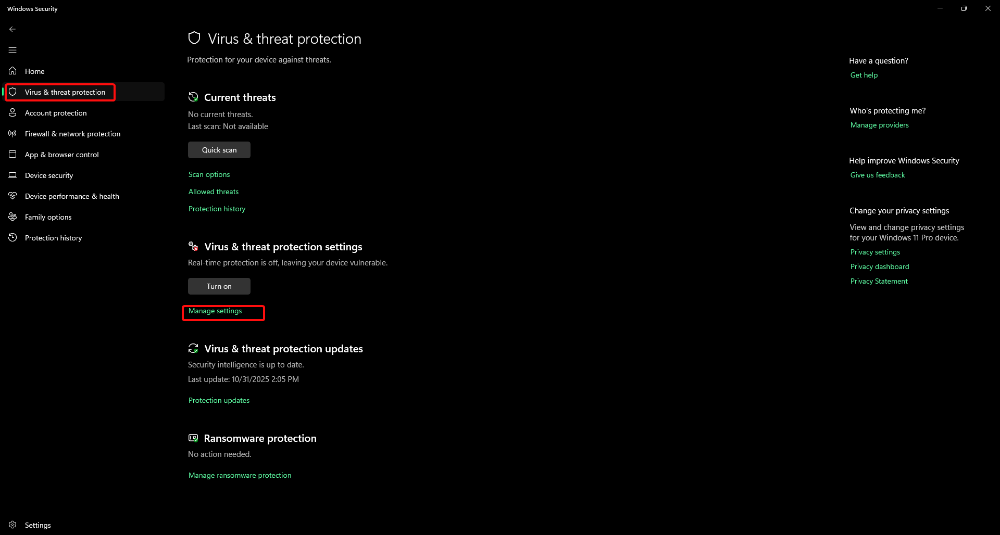 Windows Security
Home
Virus & threat protection
Account protection
Firewall & network protection
App & browser control
Device security
Device performance & health
Family options
Protection history
Settings
Virus & threat protection
Protection for your device against threats.
Current threats
No current threats.
Last scan: Not available
Quick scan
Scan options
Allowed threats
Protection history
Virus & threat protection settings
Real-time protection is off, leaving your device vulnerable.
Turn on
Manage settings
Virus & threat protection updates
Security intelligence is up to date.
Last update: 10/31/2025 2:05 PM
Protection updates
Ransomware protection
No action needed.
Manage ransomware protection
Have a question?
Get help
Who's protecting me?
Manage providers
Help improve Windows Security
Give us feedback
Change your privacy settings
View and change privacy settings
for your Windows 11 Pro device.
Privacy settings
Privacy dashboard
Privacy Statement